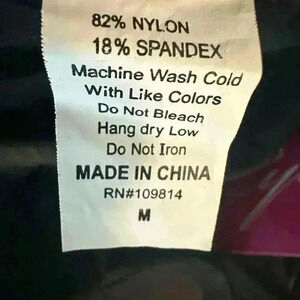 82% NYLON
18% SPANDEX
Machine Wash Cold
With Like Colors
Do Not Bleach
Hang dry Low
Do Not Iron
MADE IN CHINA
RN#109814
M